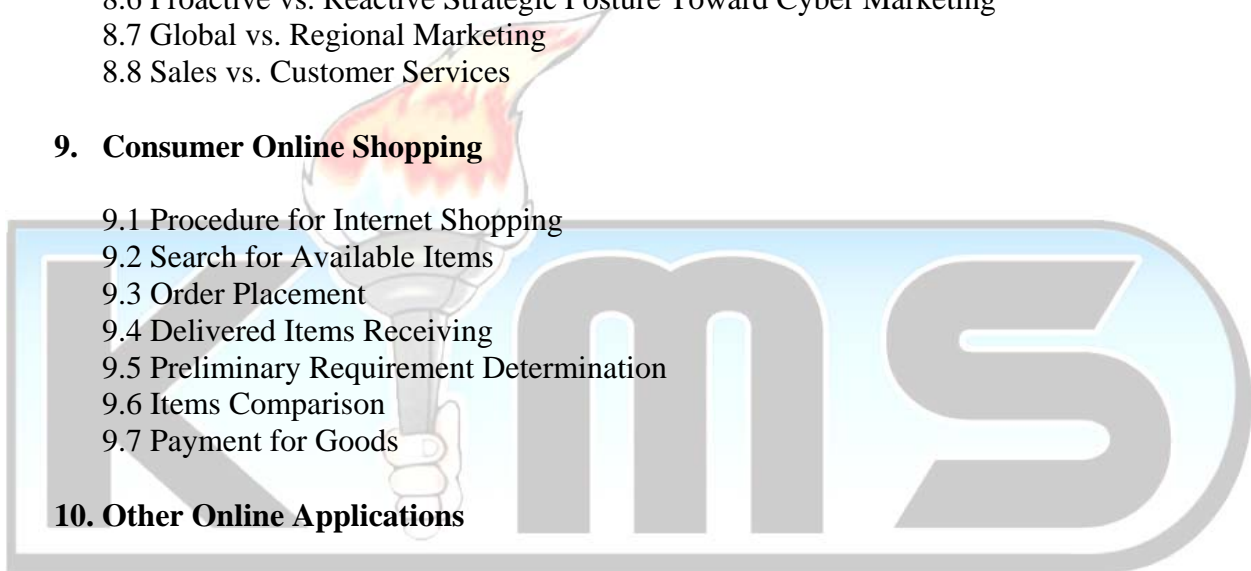 8.6 Proactive vs. Reactive Strategic Posture Toward Cyber Marketing
8.7 Global vs. Regional Marketing
8.8 Sales vs. Customer Services
9. Consumer Online Shopping
9.1 Procedure for Internet Shopping
9.2 Search for Available Items
9.3 Order Placement
9.4 Delivered Items Receiving
9.5 Preliminary Requirement Determination
9.6 Items Comparison
9.7 Payment for Goods
10. Other Online Applications
KIMS